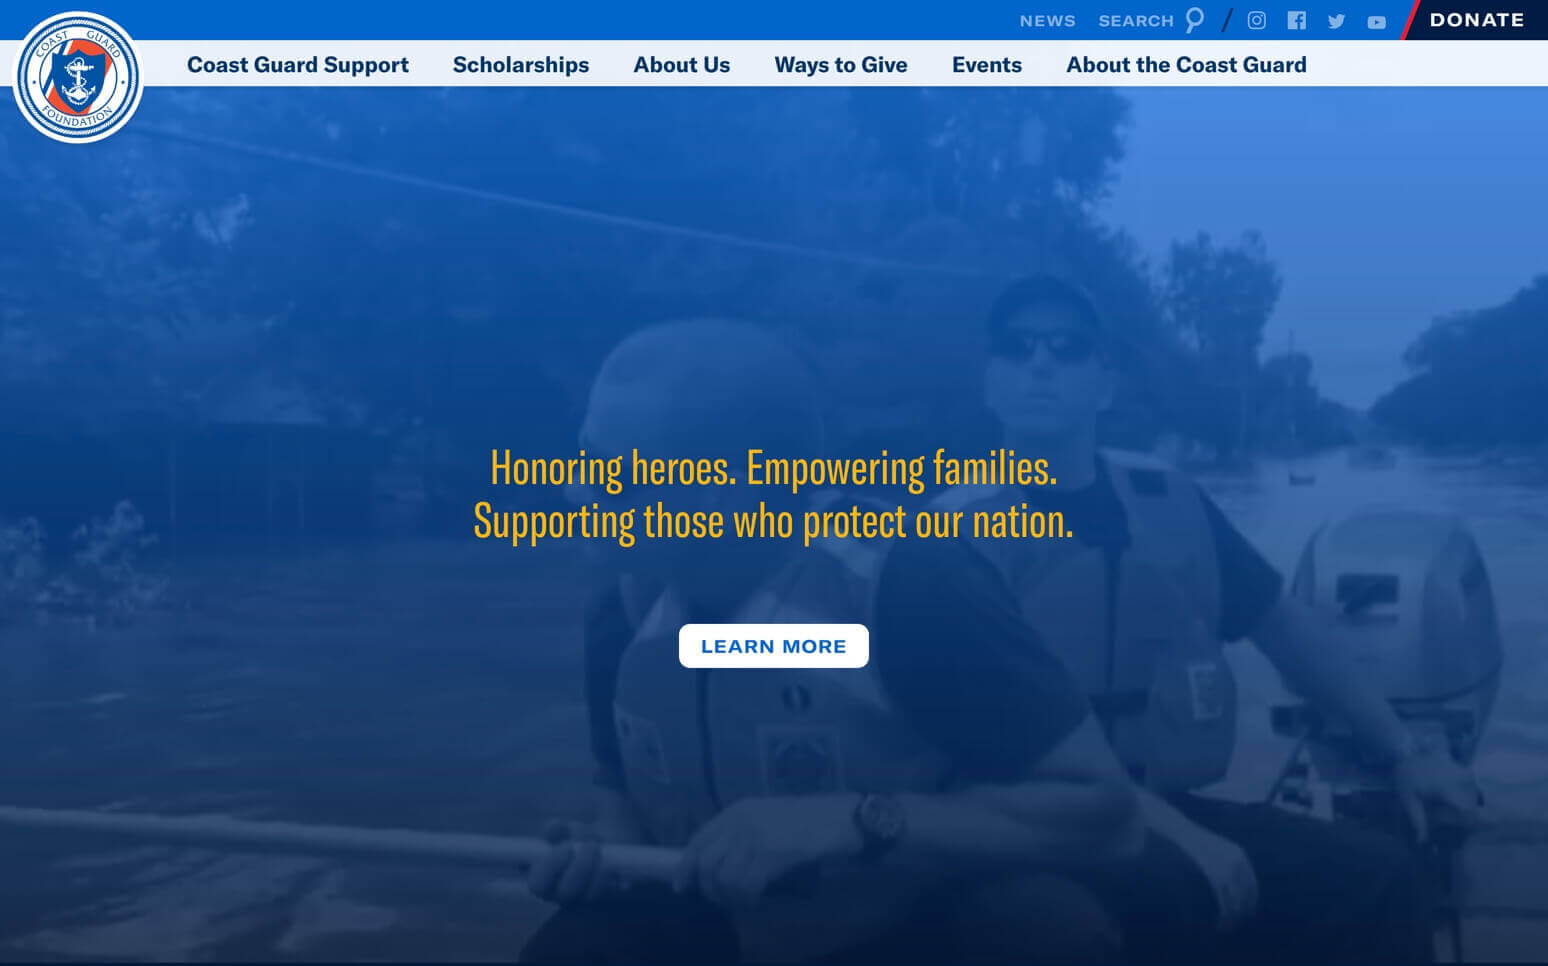 NEWS SEARCH DONATE
COAST GUARD
FOUNDATION
Coast Guard Support Scholarships About Us Ways to Give Events About the Coast Guard
Honoring heroes. Empowering families.
Supporting those who protect our nation.
LEARN MORE